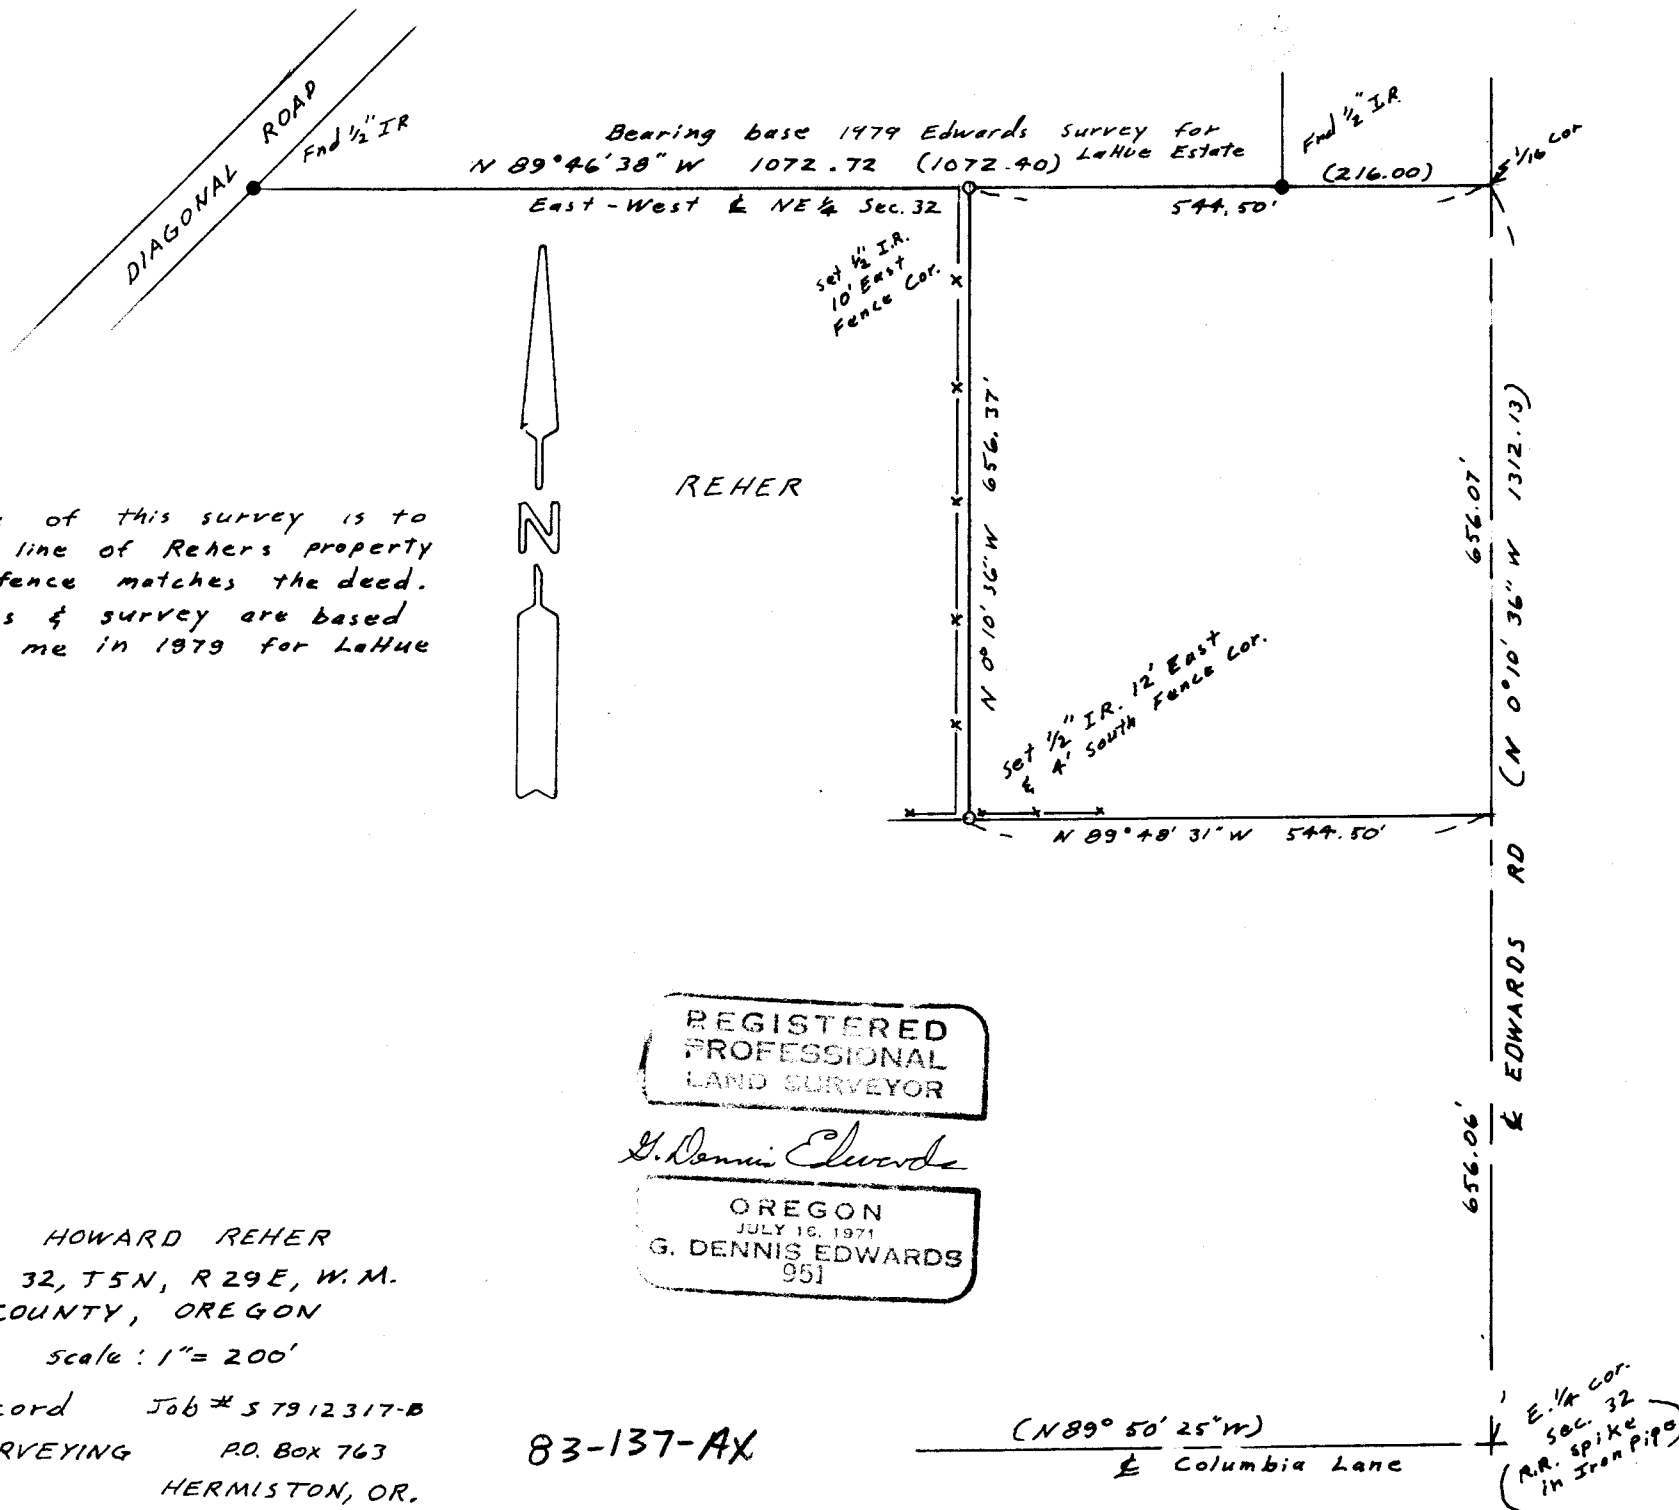 DIAGONAL ROAD
Fnd 1/2" IR
Bearing base 1979 Edwards Survey for
LaHue Estate
N 89°46'38" W 1072.72 (1072.40)
East - West ℄ NE 1/4 Sec. 32
Fnd 1/2" I.R.
(216.00)
1/16 Cor
544.50'
set 1/2" I.R.
10' East
Fence Cor.
REHER
N 0°10'36" W 656.37'
656.07'
(N 0°10'36" W 1312.13)
of this survey is to
line of Rehers property
fence matches the deed.
& survey are based
me in 1979 for LaHue
N
set 1/2" I.R. 12' East
& 4' South Fence Cor.
N 89°48'31" W 544.50'
℄ EDWARDS RD
656.06'
REGISTERED
PROFESSIONAL
LAND SURVEYOR
G. Dennis Edwards
OREGON
JULY 16, 1971
G. DENNIS EDWARDS
951
HOWARD REHER
32, T5N, R29E, W.M.
COUNTY, OREGON
scale : 1"= 200'
Job # S 7912317-B
P.O. Box 763
HERMISTON, OR.
83-137-AX
(N 89° 50' 25" W)
℄ Columbia Lane
E. 1/4 cor.
Sec. 32
(R.R. spike
in Iron Pipe)